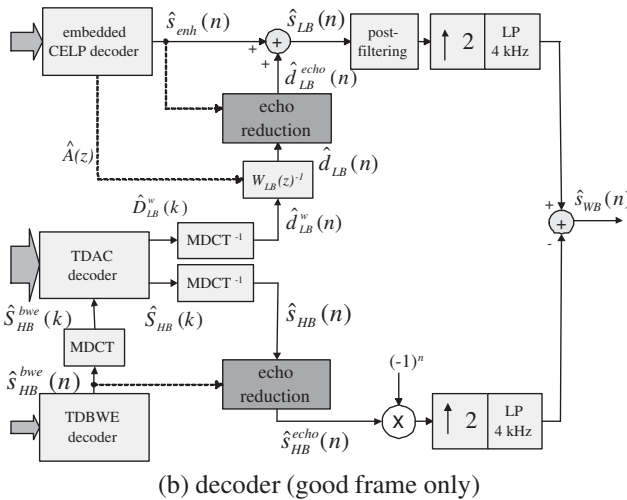 embedded
CELP decoder
ŝ_enh(n)
+
+
+
ŝ_LB(n)
post-
filtering
↑ 2
LP
4 kHz
d̂_LB^echo(n)
echo
reduction
Â(z)
d̂_LB(n)
W_LB(z)^-1
D̂_LB^w(k)
d̂_LB^w(n)
MDCT^-1
TDAC
decoder
MDCT^-1
Ŝ_HB^bwe(k)
Ŝ_HB(k)
ŝ_HB(n)
MDCT
ŝ_HB^bwe(n)
echo
reduction
(-1)^n
TDBWE
decoder
ŝ_HB^echo(n)
X
↑ 2
LP
4 kHz
+
+
-
ŝ_WB(n)
(b) decoder (good frame only)